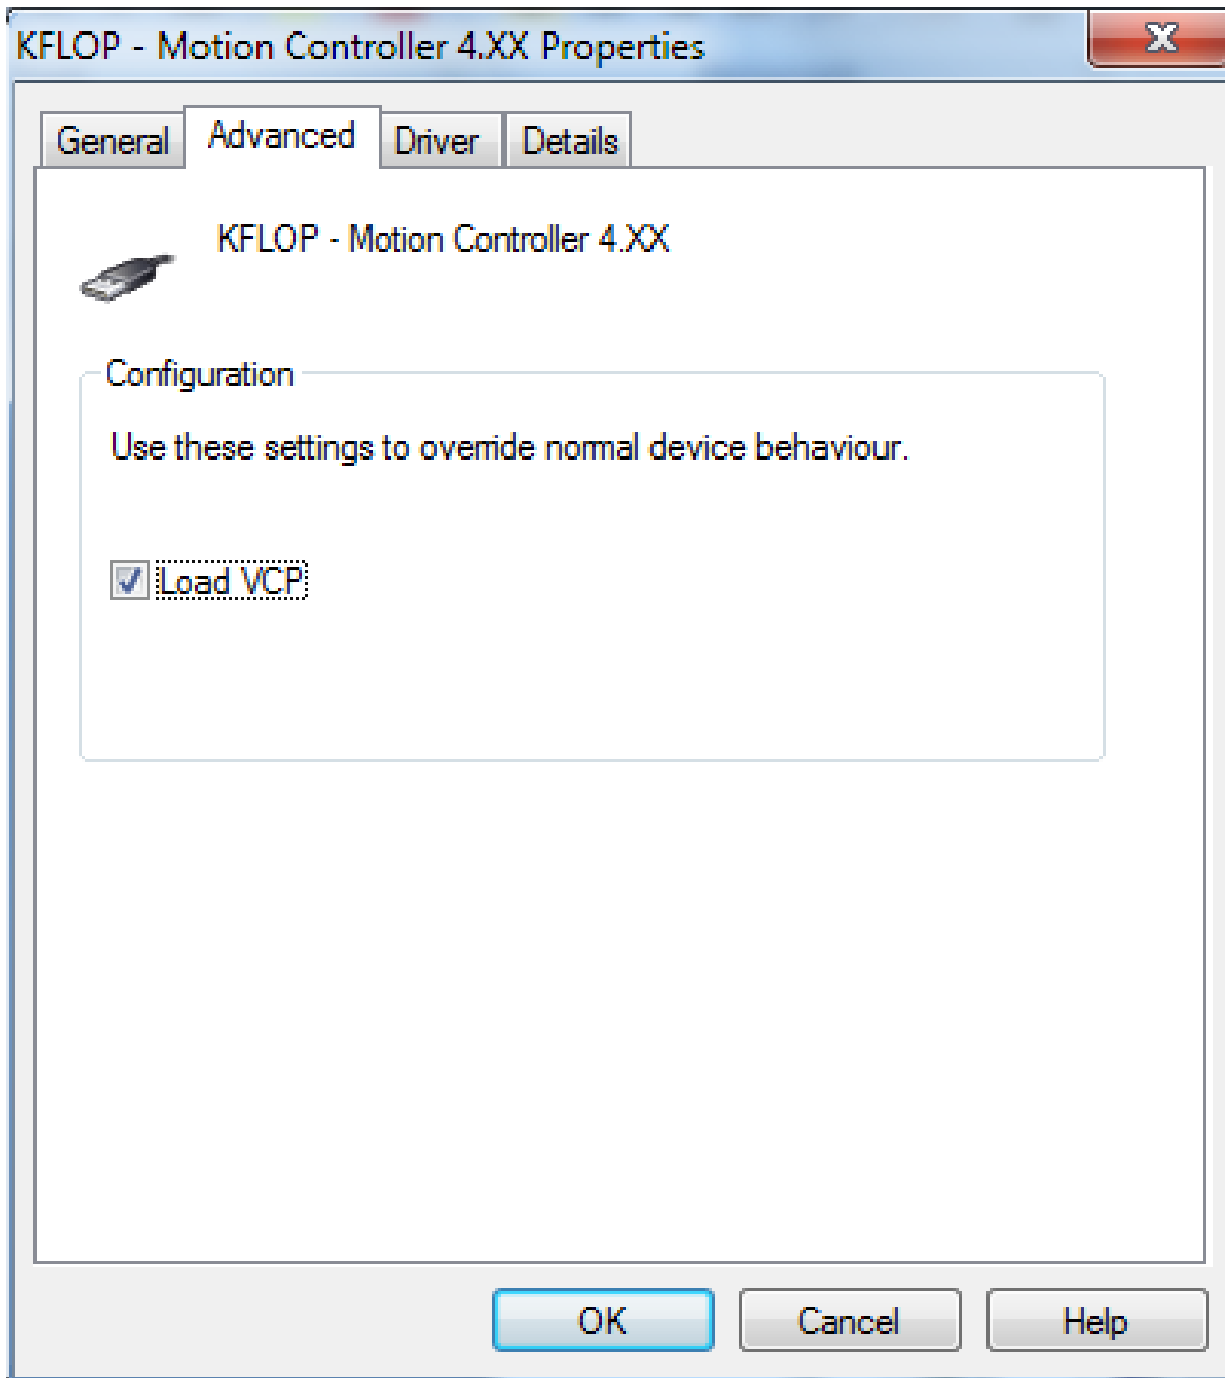 KFLOP - Motion Controller 4.XX Properties
General Advanced Driver Details
KFLOP - Motion Controller 4.XX
Configuration
Use these settings to override normal device behaviour.
Load VCP
OK Cancel Help